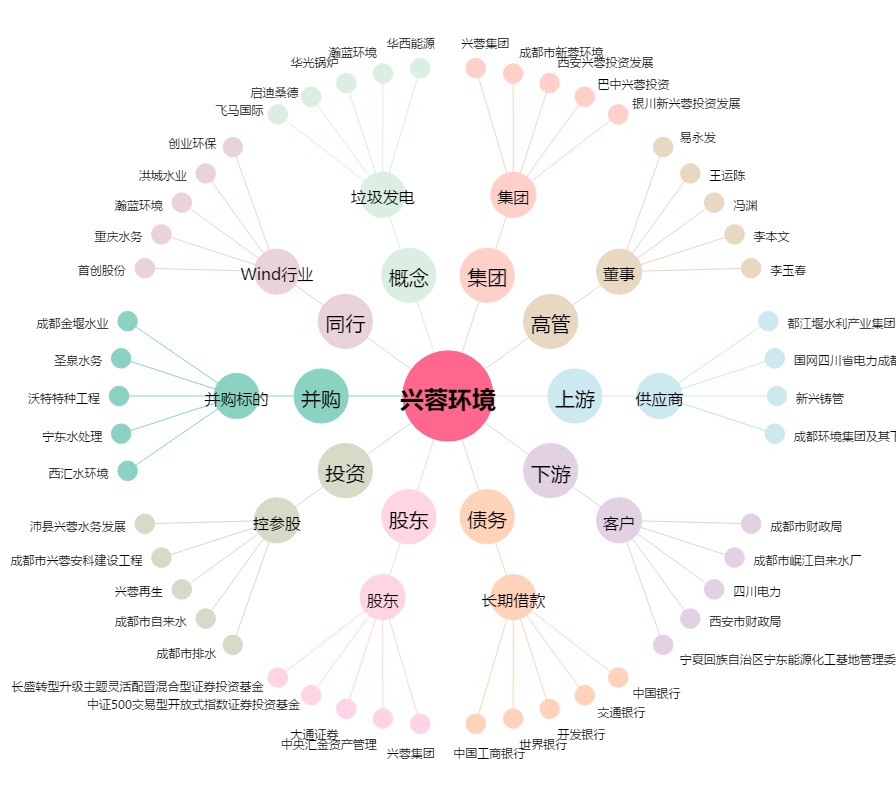 华西能源
瀚蓝环境
华光锅炉
启迪桑德
飞马国际
垃圾发电
概念
兴蓉集团
成都市新蓉环境
西安兴蓉投资发展
巴中兴蓉投资
银川新兴蓉投资发展
集团
集团
创业环保
洪城水业
瀚蓝环境
重庆水务
首创股份
Wind行业
同行
易永发
王运陈
冯渊
李本文
李玉春
董事
高管
成都金堰水业
圣泉水务
沃特特种工程
宁东水处理
西汇水环境
并购标的
并购
兴蓉环境
上游
供应商
都江堰水利产业集团
国网四川省电力成都
新兴铸管
成都环境集团及其下
投资
控参股
沛县兴蓉水务发展
成都市兴蓉安科建设工程
兴蓉再生
成都市自来水
成都市排水
下游
客户
成都市财政局
成都市岷江自来水厂
四川电力
西安市财政局
宁夏回族自治区宁东能源化工基地管理委
股东
股东
长盛转型升级主题灵活配置混合型证券投资基金
中证500交易型开放式指数证券投资基金
大通证券
中央汇金资产管理
兴蓉集团
债务
长期借款
中国银行
交通银行
开发银行
世界银行
中国工商银行